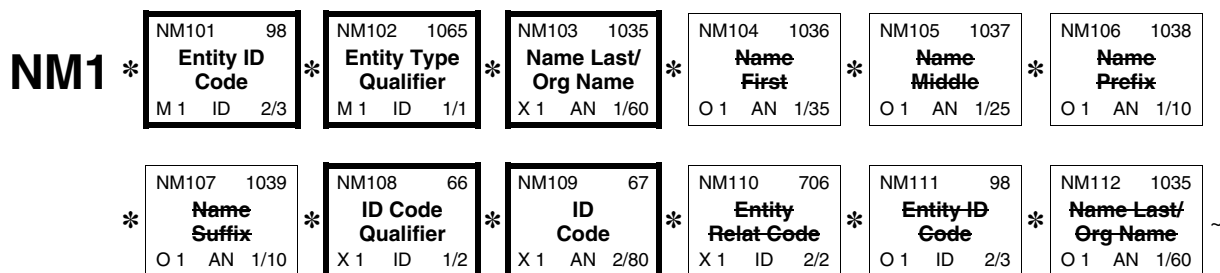 NM101 98 NM102 1065 NM103 1035 NM104 1036 NM105 1037 NM106 1038
NM1 * Entity ID * Entity Type * Name Last/ * Name * Name * Name
Code Qualifier Org Name First Middle Prefix
M 1 ID 2/3 M 1 ID 1/1 X 1 AN 1/60 O 1 AN 1/35 O 1 AN 1/25 O 1 AN 1/10
NM107 1039 NM108 66 NM109 67 NM110 706 NM111 98 NM112 1035
* Name * ID Code * ID * Entity * Entity ID * Name Last/ ~
Suffix Qualifier Code Relat Code Code Org Name
O 1 AN 1/10 X 1 ID 1/2 X 1 AN 2/80 X 1 ID 2/2 O 1 ID 2/3 O 1 AN 1/60